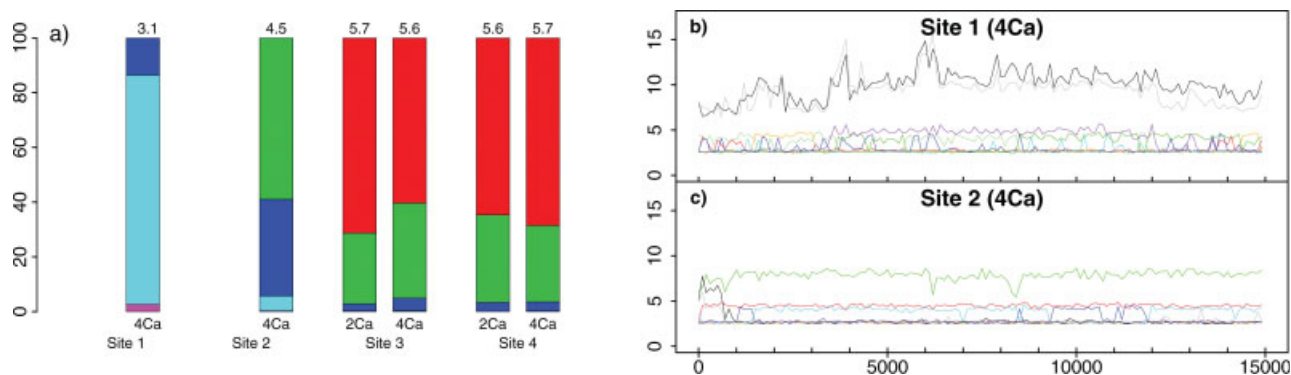 a)
3.1 4.5 5.7 5.6 5.6 5.7
100
80
60
40
20
0
4Ca 4Ca 2Ca 4Ca 2Ca 4Ca
Site 1 Site 2 Site 3 Site 4
b) Site 1 (4Ca)
15
10
5
0
c) Site 2 (4Ca)
15
10
5
0
0 5000 10000 15000